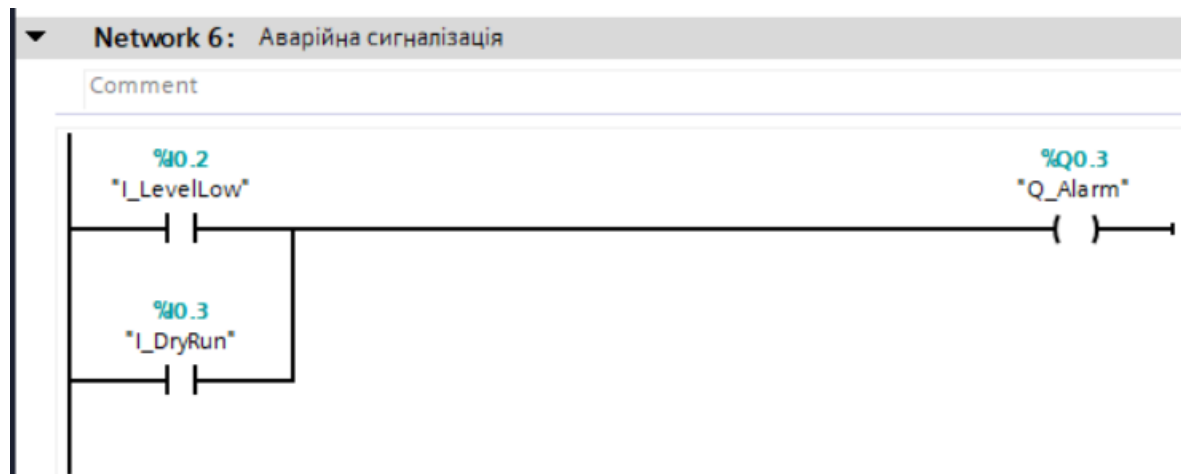 Network 6: Аварійна сигналізація
Comment
%I0.2
"I_LevelLow"
%Q0.3
"Q_Alarm"
%I0.3
"I_DryRun"